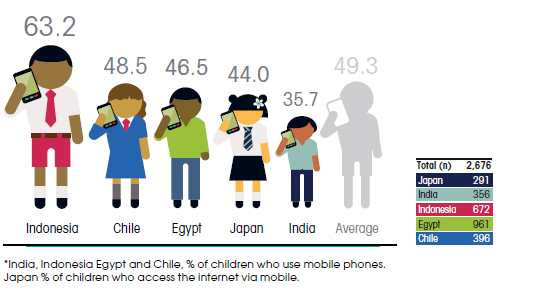 63.2
48.5
46.5
44.0
35.7
49.3
Indonesia
Chile
Egypt
Japan
India
Average
Total (n) 2,676
Japan 291
India 356
Indonesia 672
Egypt 961
Chile 396
*India, Indonesia Egypt and Chile, % of children who use mobile phones.
Japan % of children who access the internet via mobile.